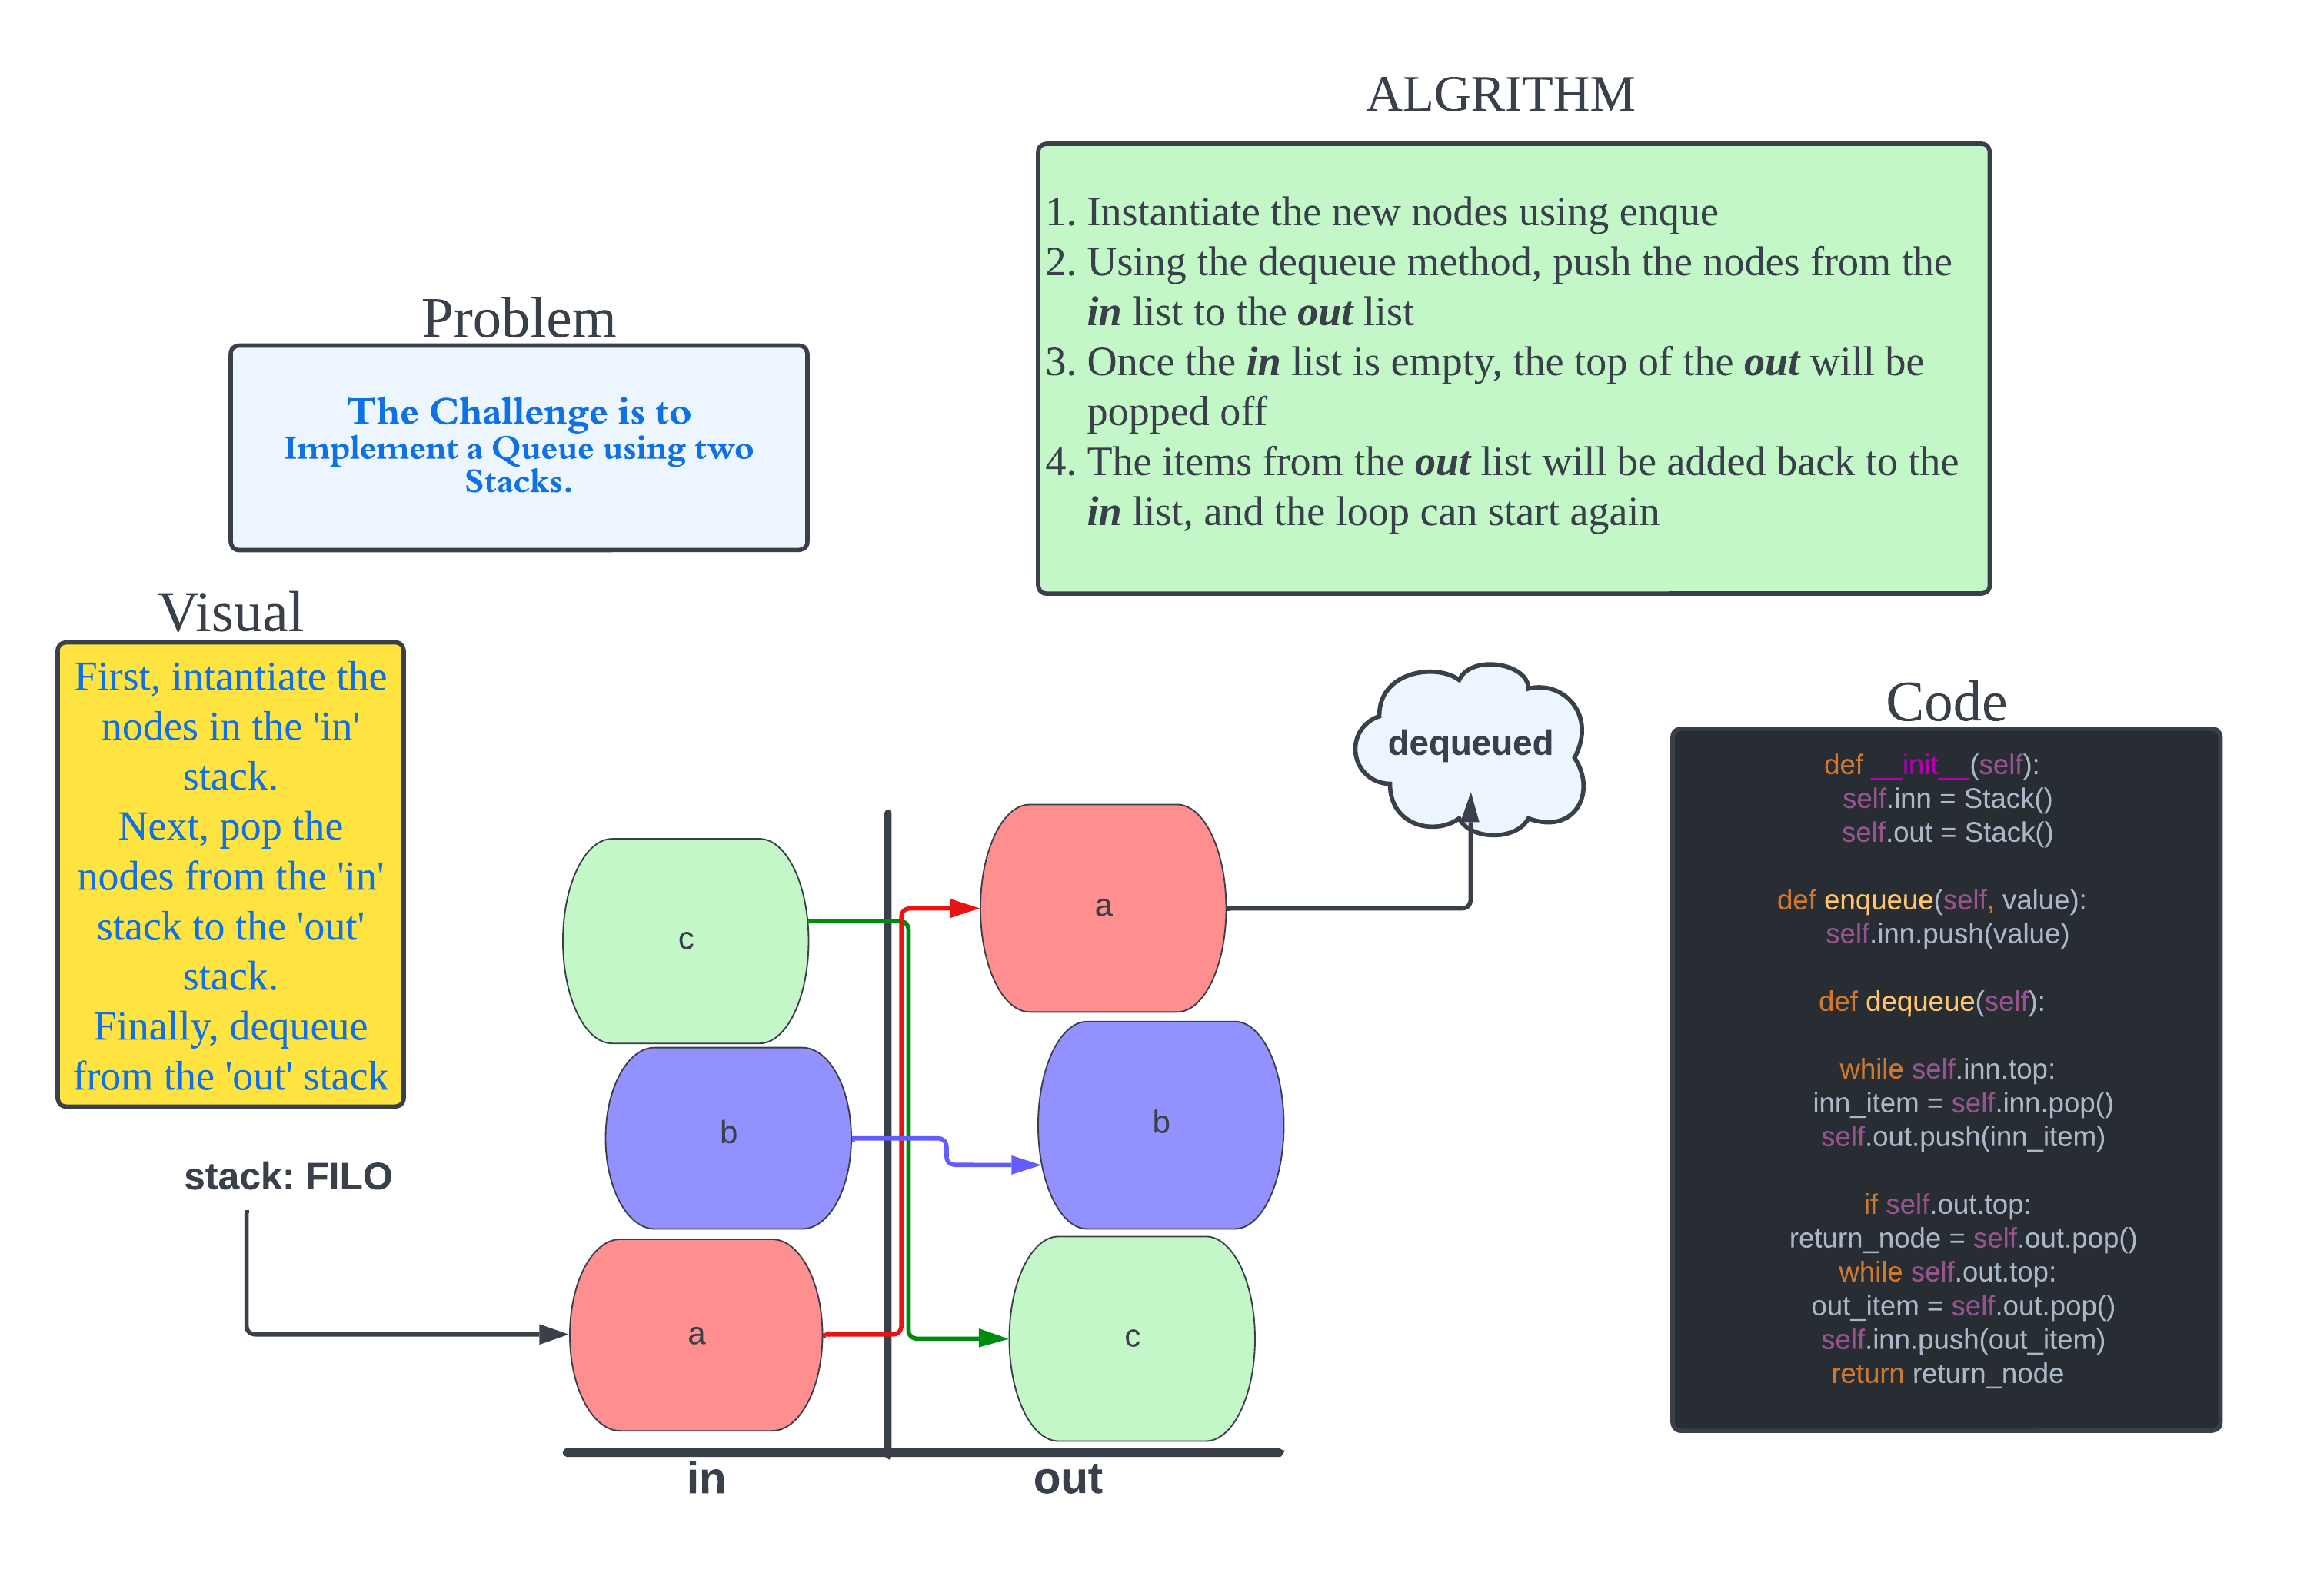 ALGRITHM
1. Instantiate the new nodes using enque
2. Using the dequeue method, push the nodes from the
in list to the out list
3. Once the in list is empty, the top of the out will be
popped off
4. The items from the out list will be added back to the
in list, and the loop can start again
Problem
The Challenge is to
Implement a Queue using two
Stacks.
Visual
First, intantiate the
nodes in the 'in'
stack.
Next, pop the
nodes from the 'in'
stack to the 'out'
stack.
Finally, dequeue
from the 'out' stack
stack: FILO
c
b
a
in
a
b
c
out
dequeued
Code
def __init__(self):
self.inn = Stack()
self.out = Stack()
def enqueue(self, value):
self.inn.push(value)
def dequeue(self):
while self.inn.top:
inn_item = self.inn.pop()
self.out.push(inn_item)
if self.out.top:
return_node = self.out.pop()
while self.out.top:
out_item = self.out.pop()
self.inn.push(out_item)
return return_node